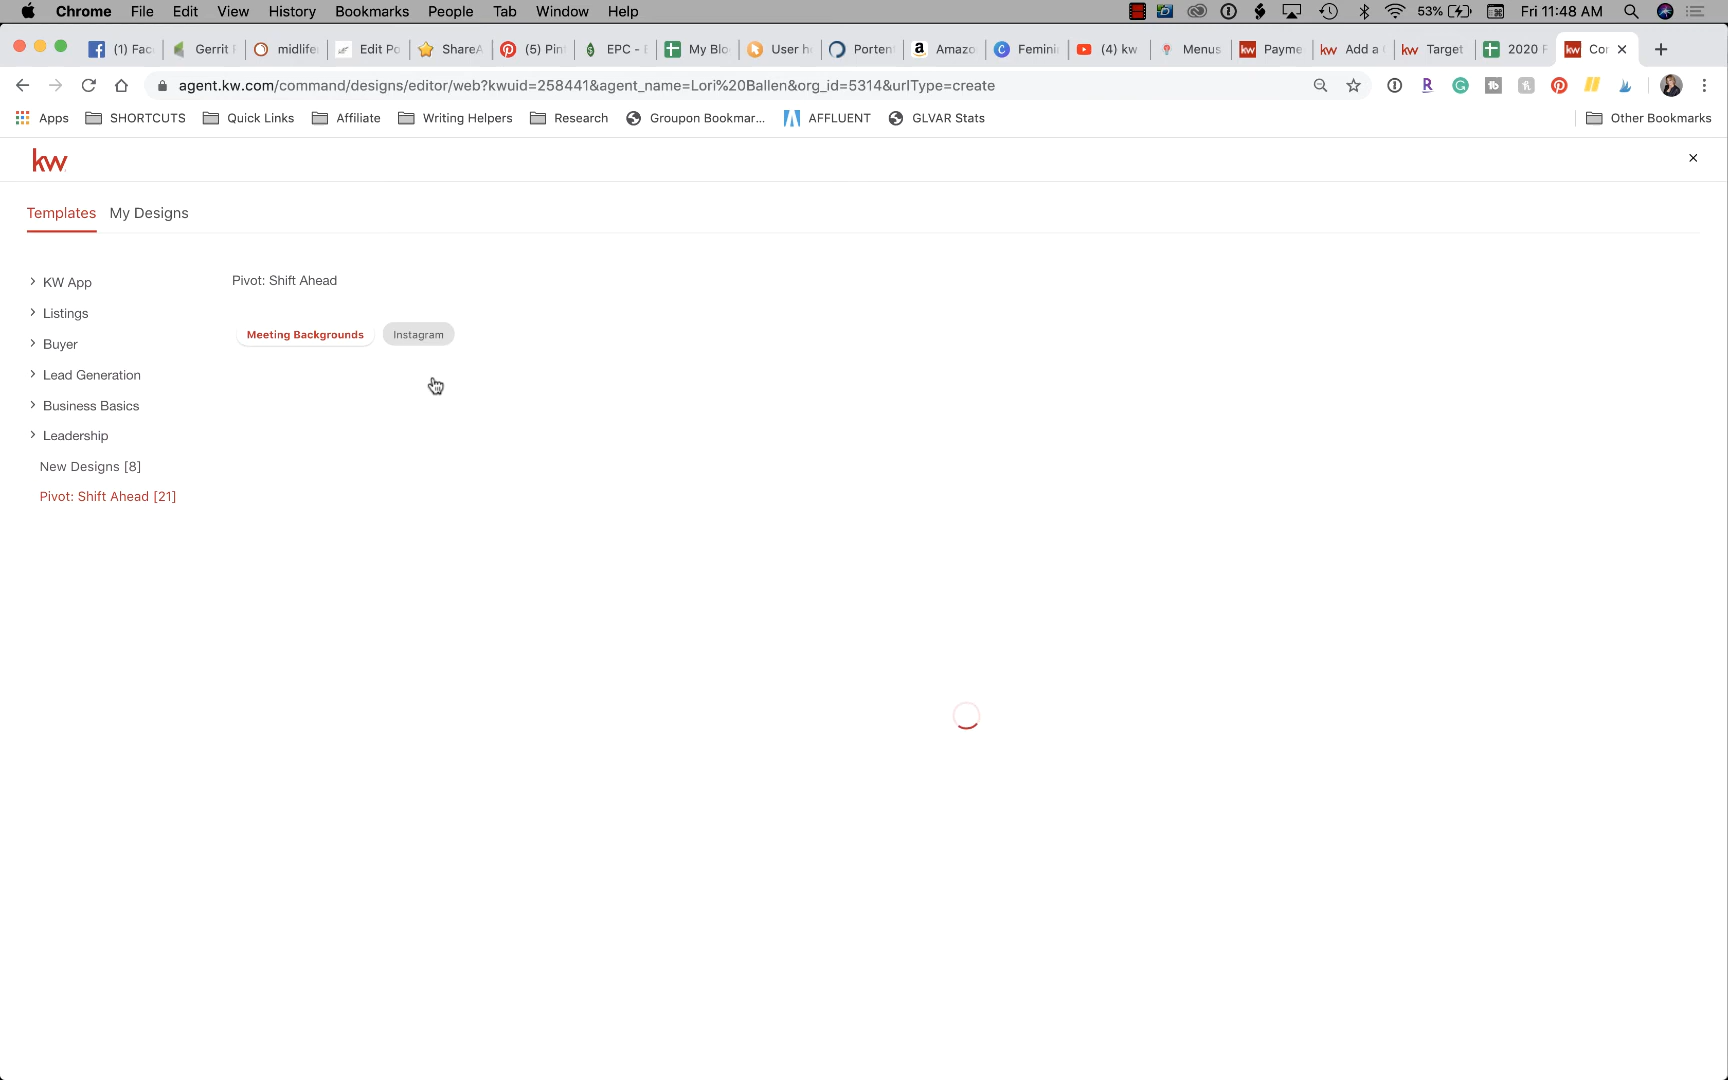 Chrome File Edit View History Bookmarks People Tab Window Help 53% Fri 11:48 AM
(1) Fac Gerrit midlife Edit Po ShareA (5) Pin EPC - My Blo User h Porten Amazo Femini (4) kw Menus Payme Add a Target 2020 F Co
agent.kw.com/command/designs/editor/web?kwuid=258441&agent_name=Lori%20Ballen&org_id=5314&urlType=create
Apps SHORTCUTS Quick Links Affiliate Writing Helpers Research Groupon Bookmar... AFFLUENT GLVAR Stats Other Bookmarks
kw
Templates My Designs
KW App
Listings
Buyer
Lead Generation
Business Basics
Leadership
New Designs [8]
Pivot: Shift Ahead [21]
Pivot: Shift Ahead
Meeting Backgrounds Instagram